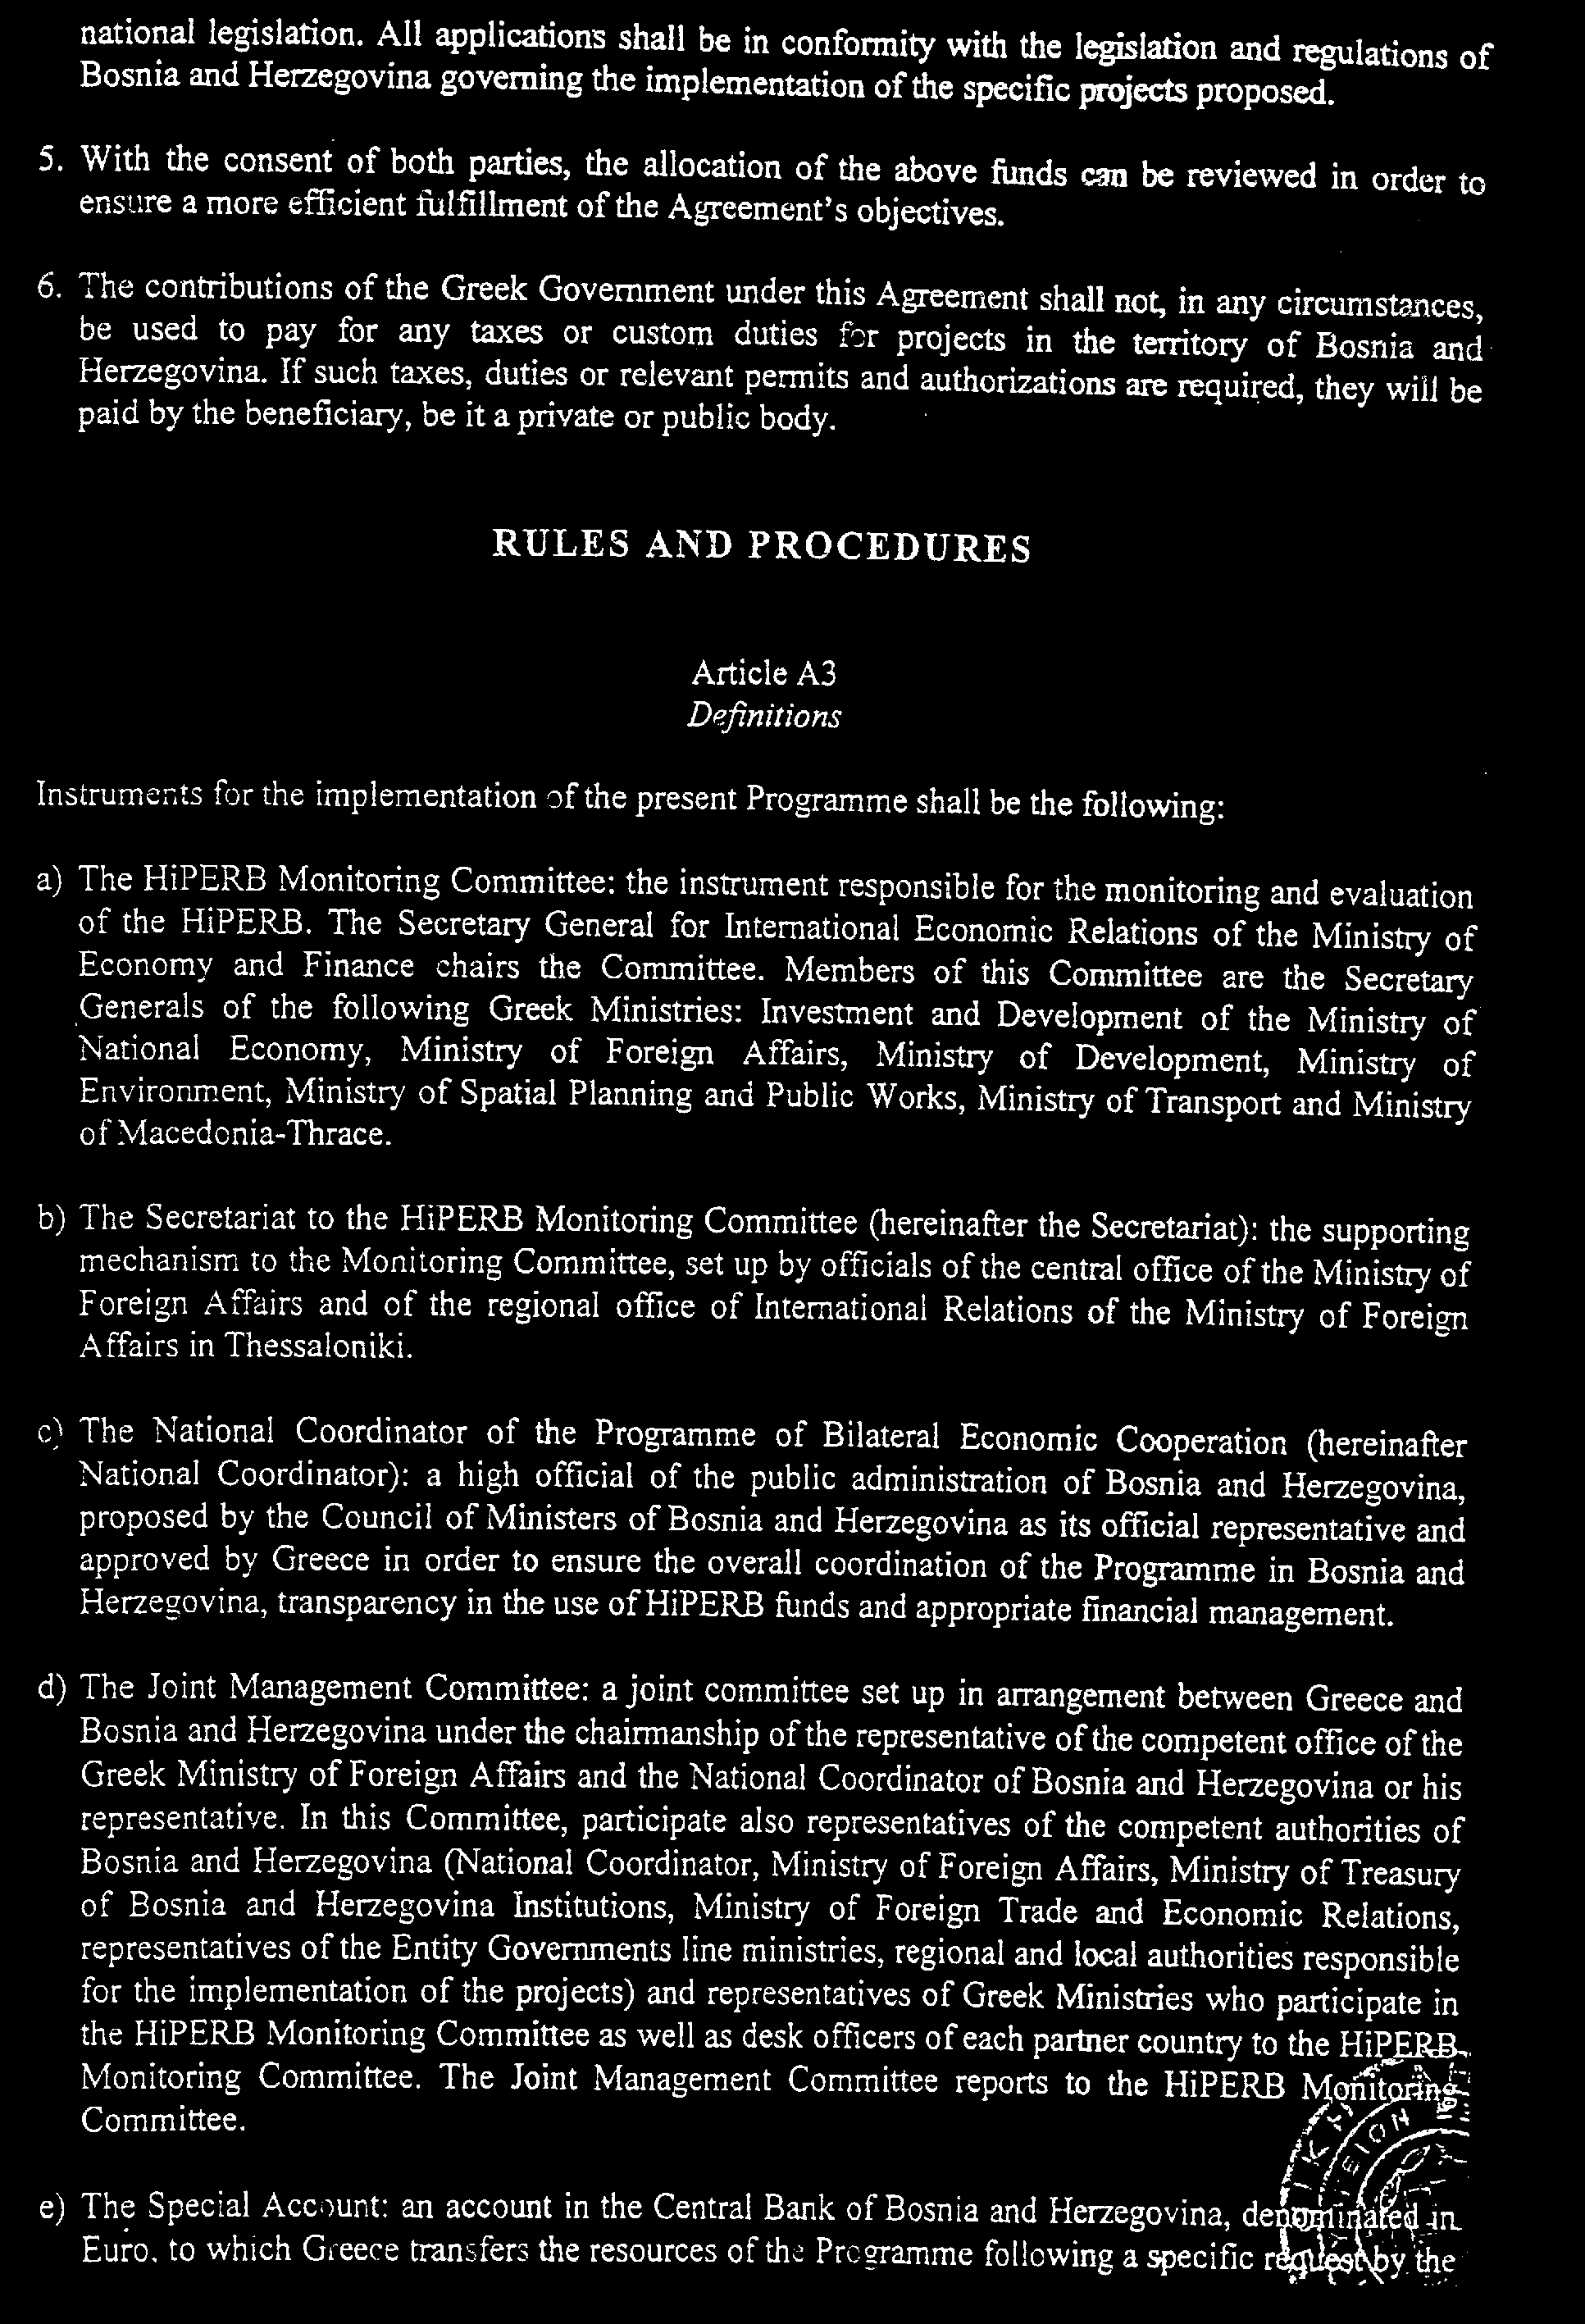 national legislation. All applications shall be in conformity with the legislation and regulations of
Bosnia and Herzegovina governing the implementation of the specific projects proposed.
5. With the consent of both parties, the allocation of the above funds can be reviewed in order to
ensure a more efficient fulfillment of the Agreement's objectives.
6. The contributions of the Greek Government under this Agreement shall not, in any circumstances,
be used to pay for any taxes or custom duties for projects in the territory of Bosnia and
Herzegovina. If such taxes, duties or relevant permits and authorizations are required, they will be
paid by the beneficiary, be it a private or public body.
RULES AND PROCEDURES
Article A3
Definitions
Instruments for the implementation of the present Programme shall be the following:
a) The HiPERB Monitoring Committee: the instrument responsible for the monitoring and evaluation
of the HiPERB. The Secretary General for International Economic Relations of the Ministry of
Economy and Finance chairs the Committee. Members of this Committee are the Secretary
Generals of the following Greek Ministries: Investment and Development of the Ministry of
National Economy, Ministry of Foreign Affairs, Ministry of Development, Ministry of
Environment, Ministry of Spatial Planning and Public Works, Ministry of Transport and Ministry
of Macedonia-Thrace.
b) The Secretariat to the HiPERB Monitoring Committee (hereinafter the Secretariat): the supporting
mechanism to the Monitoring Committee, set up by officials of the central office of the Ministry of
Foreign Affairs and of the regional office of International Relations of the Ministry of Foreign
Affairs in Thessaloniki.
c) The National Coordinator of the Programme of Bilateral Economic Cooperation (hereinafter
National Coordinator): a high official of the public administration of Bosnia and Herzegovina,
proposed by the Council of Ministers of Bosnia and Herzegovina as its official representative and
approved by Greece in order to ensure the overall coordination of the Programme in Bosnia and
Herzegovina, transparency in the use of HiPERB funds and appropriate financial management.
d) The Joint Management Committee: a joint committee set up in arrangement between Greece and
Bosnia and Herzegovina under the chairmanship of the representative of the competent office of the
Greek Ministry of Foreign Affairs and the National Coordinator of Bosnia and Herzegovina or his
representative. In this Committee, participate also representatives of the competent authorities of
Bosnia and Herzegovina (National Coordinator, Ministry of Foreign Affairs, Ministry of Treasury
of Bosnia and Herzegovina Institutions, Ministry of Foreign Trade and Economic Relations,
representatives of the Entity Governments line ministries, regional and local authorities responsible
for the implementation of the projects) and representatives of Greek Ministries who participate in
the HiPERB Monitoring Committee as well as desk officers of each partner country to the HiPERB
Monitoring Committee. The Joint Management Committee reports to the HiPERB Monitoring
Committee.
e) The Special Account: an account in the Central Bank of Bosnia and Herzegovina, denominated in
Euro, to which Greece transfers the resources of the Programme following a specific request by the